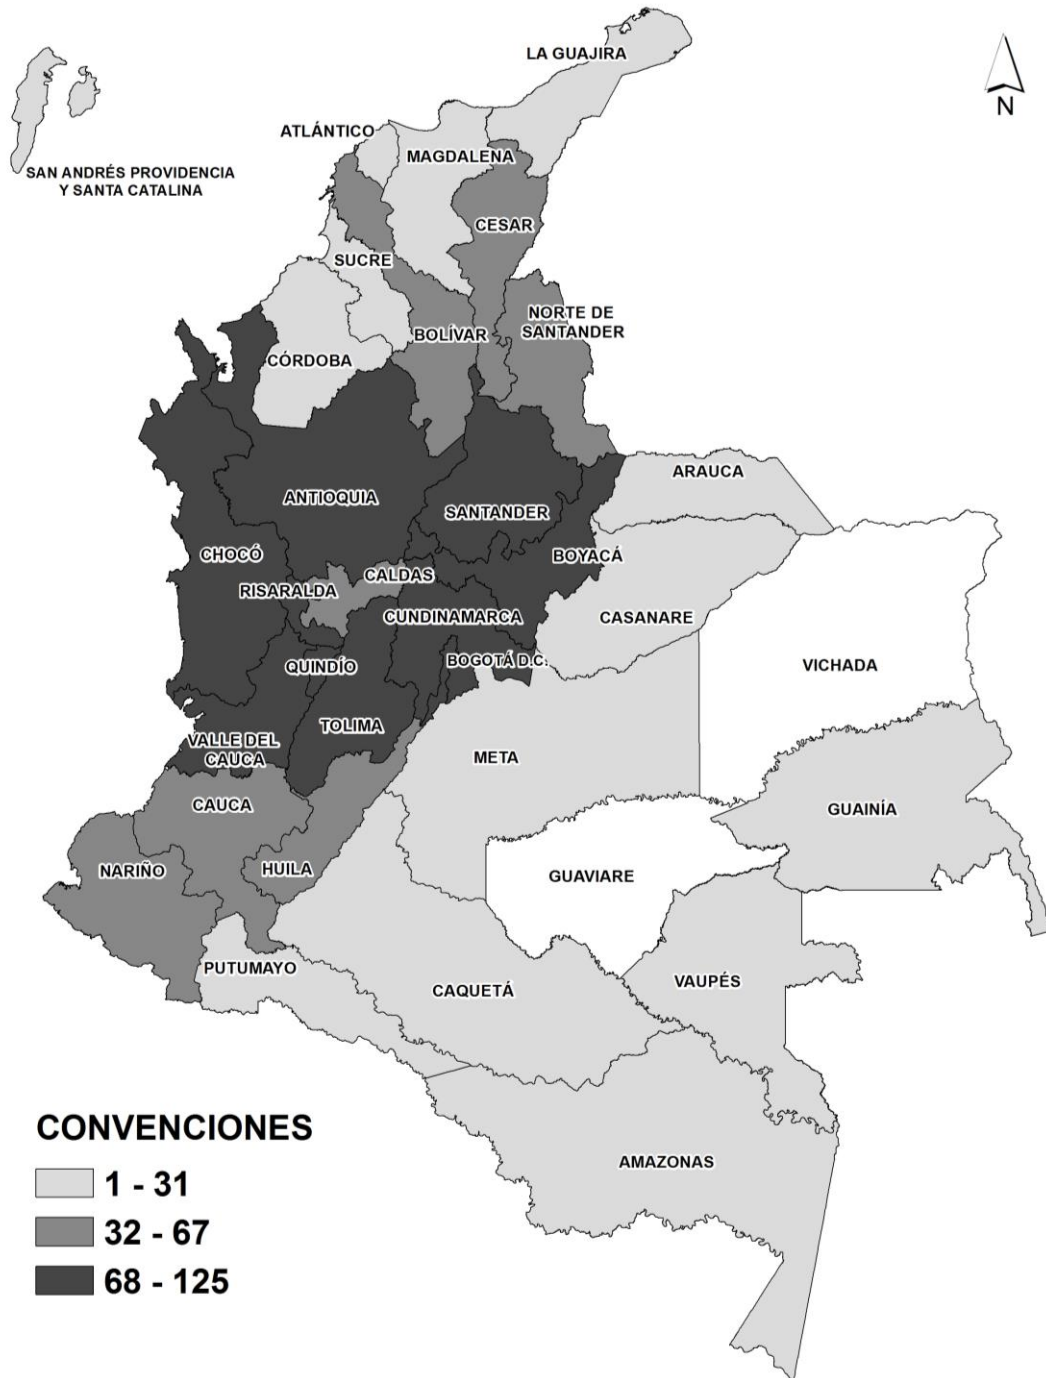 LA GUAJIRA
N
ATLÁNTICO
MAGDALENA
SAN ANDRÉS PROVIDENCIA
Y SANTA CATALINA
CESAR
SUCRE
NORTE DE
SANTANDER
BOLÍVAR
CÓRDOBA
ARAUCA
ANTIOQUIA
SANTANDER
CHOCÓ
BOYACÁ
CALDAS
RISARALDA
CUNDINAMARCA
CASANARE
QUINDÍO
BOGOTÁ D.C.
VICHADA
TOLIMA
VALLE DEL
CAUCA
META
CAUCA
GUAINÍA
NARIÑO
HUILA
GUAVIARE
PUTUMAYO
CAQUETÁ
VAUPÉS
CONVENCIONES
AMAZONAS
1 - 31
32 - 67
68 - 125